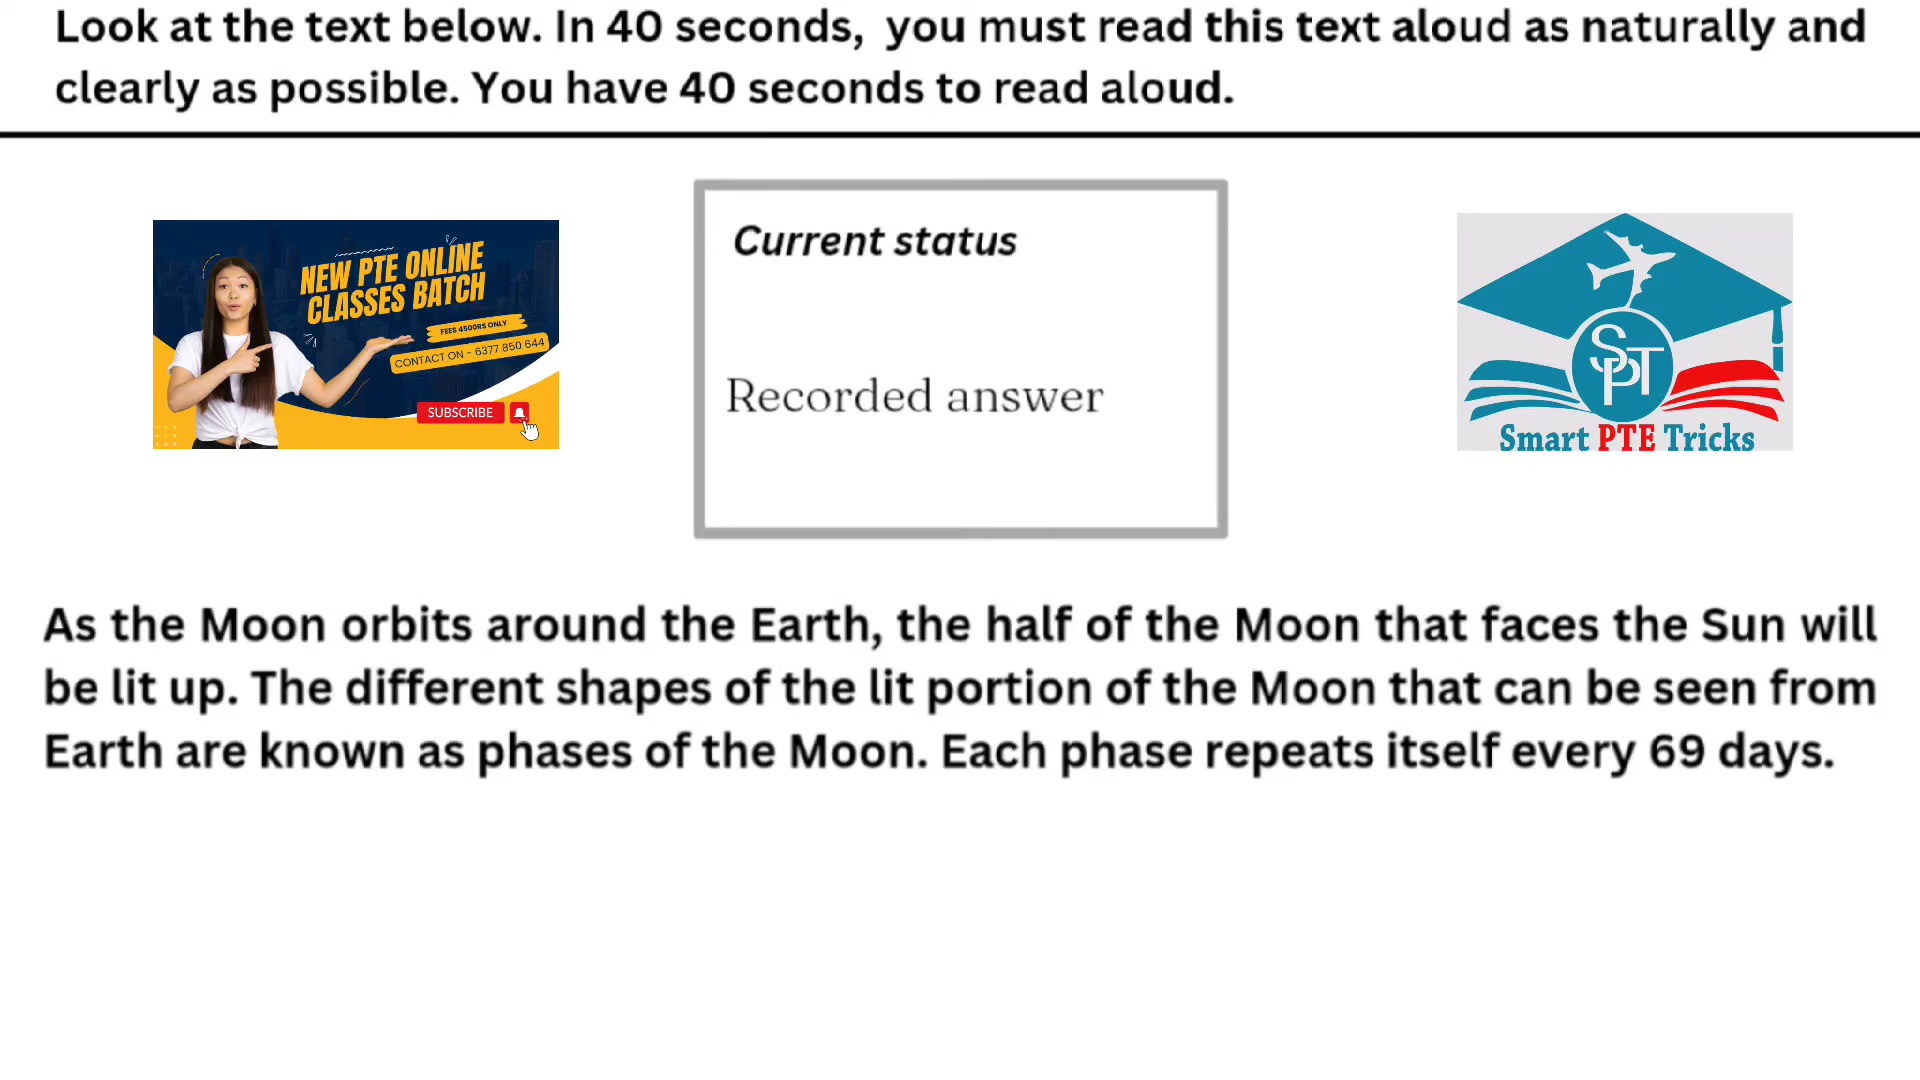 Look at the text below. In 40 seconds, you must read this text aloud as naturally and
clearly as possible. You have 40 seconds to read aloud.
NEW PTE ONLINE
CLASSES BATCH
FEES 4500RS ONLY
CONTACT ON - 6377 850 644
SUBSCRIBE
Current status
Recorded answer
SPT
Smart PTE Tricks
As the Moon orbits around the Earth, the half of the Moon that faces the Sun will
be lit up. The different shapes of the lit portion of the Moon that can be seen from
Earth are known as phases of the Moon. Each phase repeats itself every 69 days.